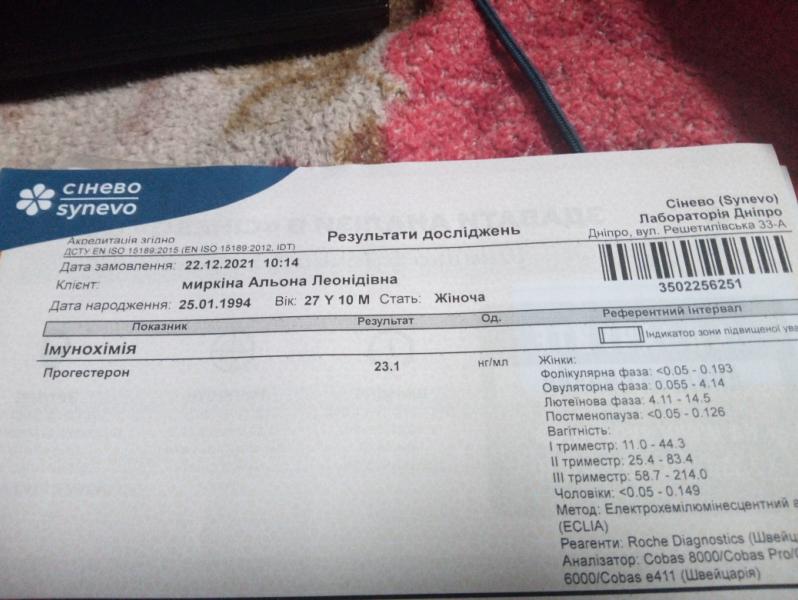 сінево
synevo
Акредитація згідно
ДСТУ EN ISO 15189:2015 (EN ISO 15189:2012, IDT)
Результати досліджень
Сінево (Synevo)
Лабораторія Дніпро
Дніпро, вул. Решетилівська 33-А
3502256251
Дата замовлення: 22.12.2021 10:14
Клієнт: миркіна Альона Леонідівна
Дата народження: 25.01.1994 Вік: 27 Y 10 M Стать: Жіноча
Показник Результат Од. Референтний інтервал
Індикатор зони підвищеної
Імунохімія
Прогестерон 23.1 нг/мл Жінки:
Фолікулярна фаза: <0.05 - 0.193
Овуляторна фаза: 0.055 - 4.14
Лютеїнова фаза: 4.11 - 14.5
Постменопауза: <0.05 - 0.126
Вагітність:
I триместр: 11.0 - 44.3
II триместр: 25.4 - 83.4
III триместр: 58.7 - 214.0
Чоловіки: <0.05 - 0.149
Метод: Електрохемілюмінесцентний
(ECLIA)
Реагенти: Roche Diagnostics
Аналізатор: Cobas 8000/Cobas Pro/
6000/Cobas e411 (Швейцарія)